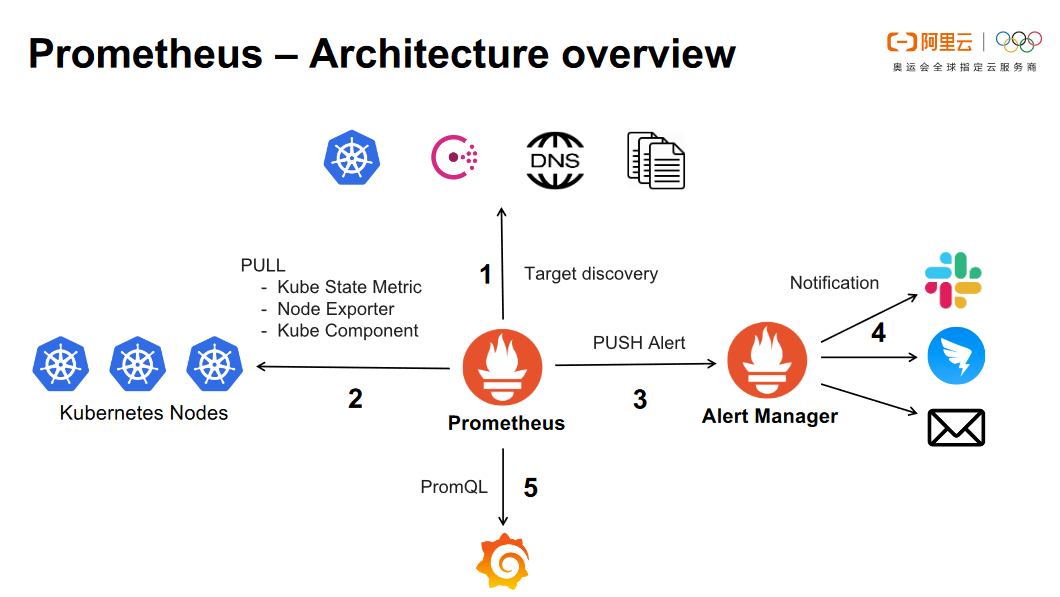 Prometheus – Architecture overview
阿里云
奥运会全球指定云服务商
DNS
1
Target discovery
PULL
- Kube State Metric
- Node Exporter
- Kube Component
Notification
4
PUSH Alert
2
3
Kubernetes Nodes
Prometheus
Alert Manager
PromQL
5